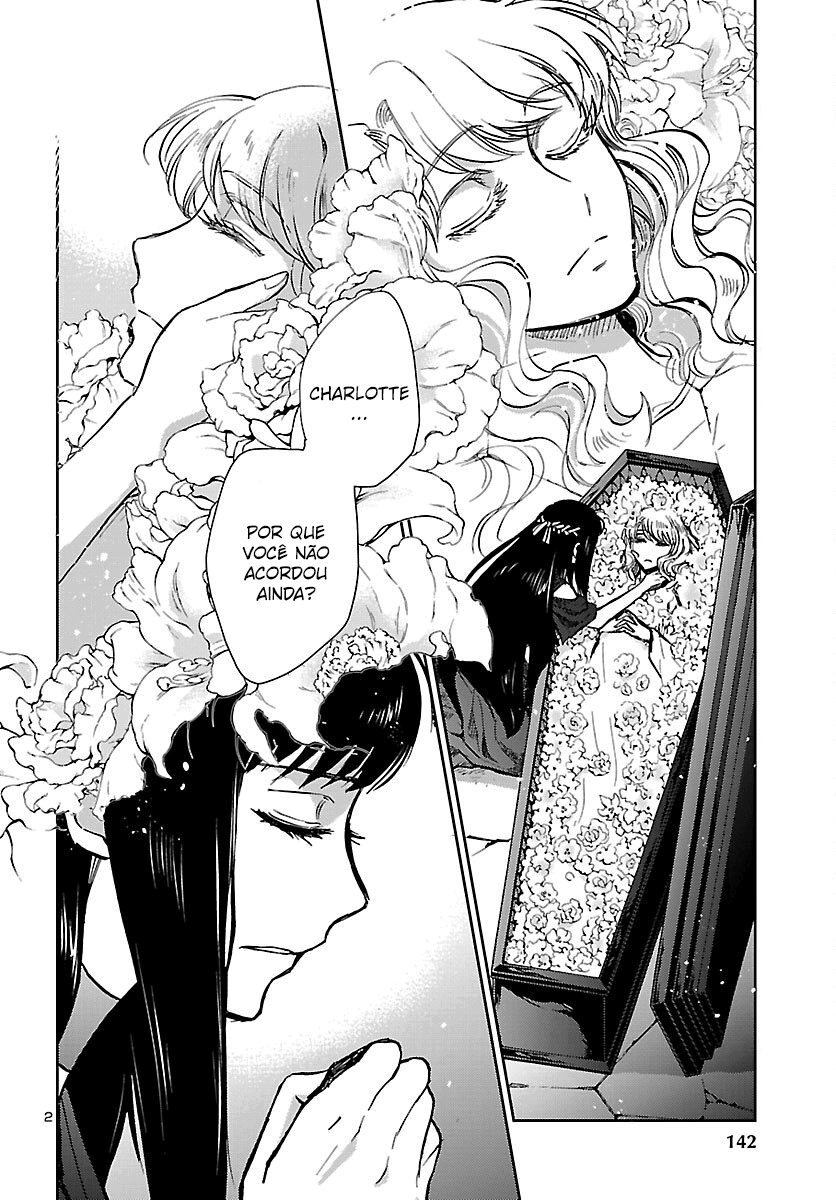 CHARLOTTE
...
POR QUE
VOCÊ NÃO
ACORDOU
AINDA?
2
142